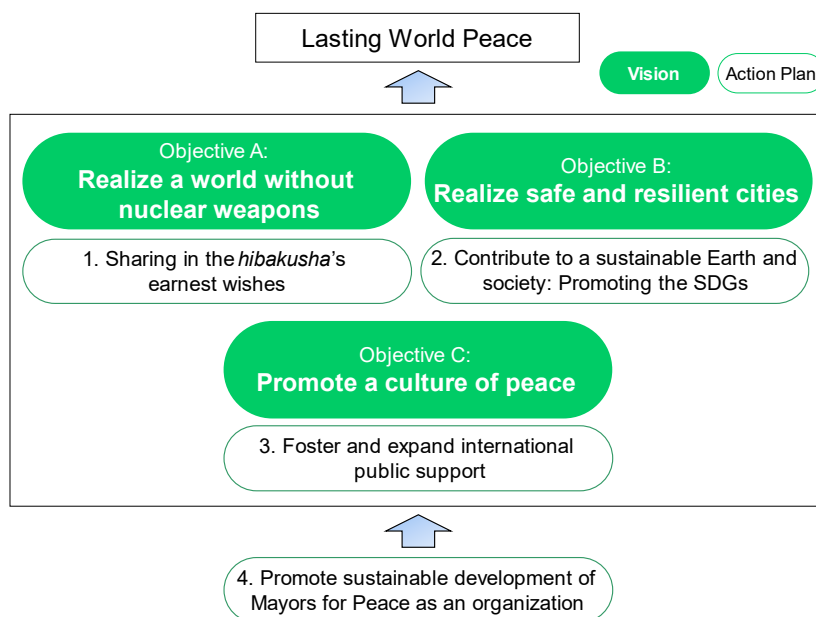 Lasting World Peace
Vision
Action Plan
Objective A:
Realize a world without
nuclear weapons
1. Sharing in the hibakusha's
earnest wishes
Objective B:
Realize safe and resilient cities
2. Contribute to a sustainable Earth and
society: Promoting the SDGs
Objective C:
Promote a culture of peace
3. Foster and expand international
public support
4. Promote sustainable development of
Mayors for Peace as an organization